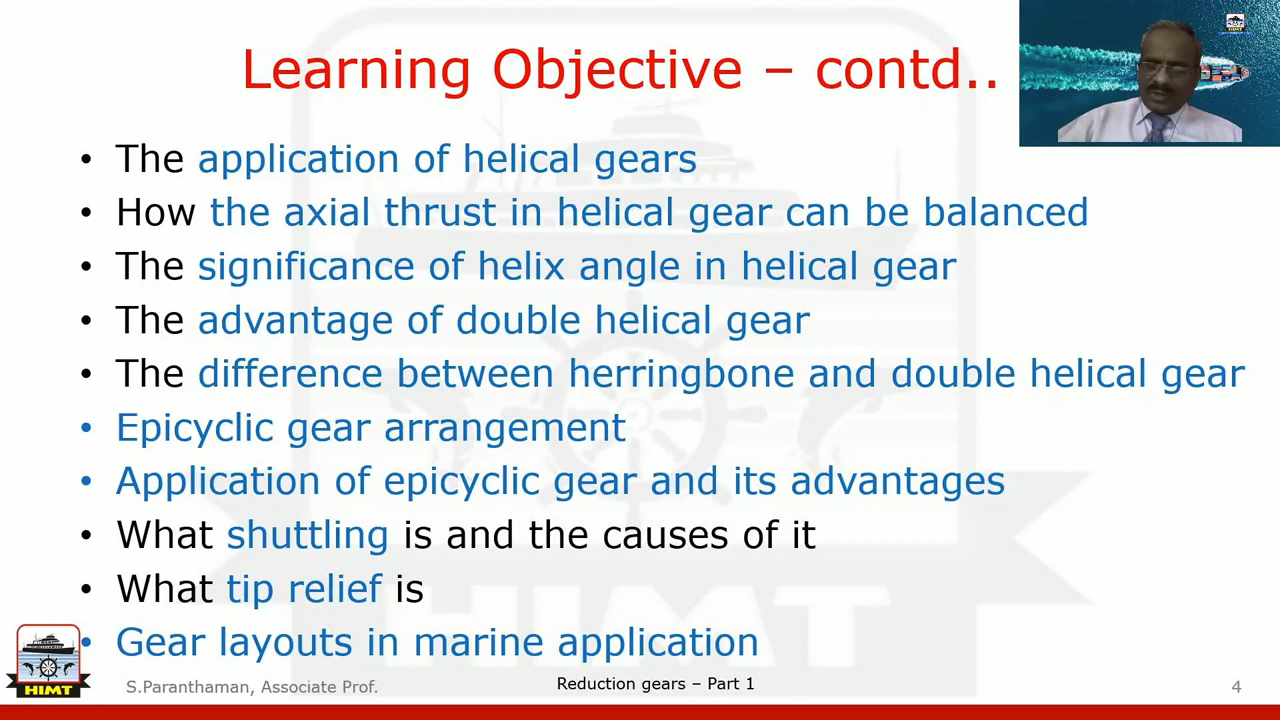 Learning Objective – contd..
• The application of helical gears
• How the axial thrust in helical gear can be balanced
• The significance of helix angle in helical gear
• The advantage of double helical gear
• The difference between herringbone and double helical gear
• Epicyclic gear arrangement
• Application of epicyclic gear and its advantages
• What shuttling is and the causes of it
• What tip relief is
• Gear layouts in marine application
HIMT
HIMT
HIMT
S.Paranthaman, Associate Prof.
Reduction gears – Part 1
4